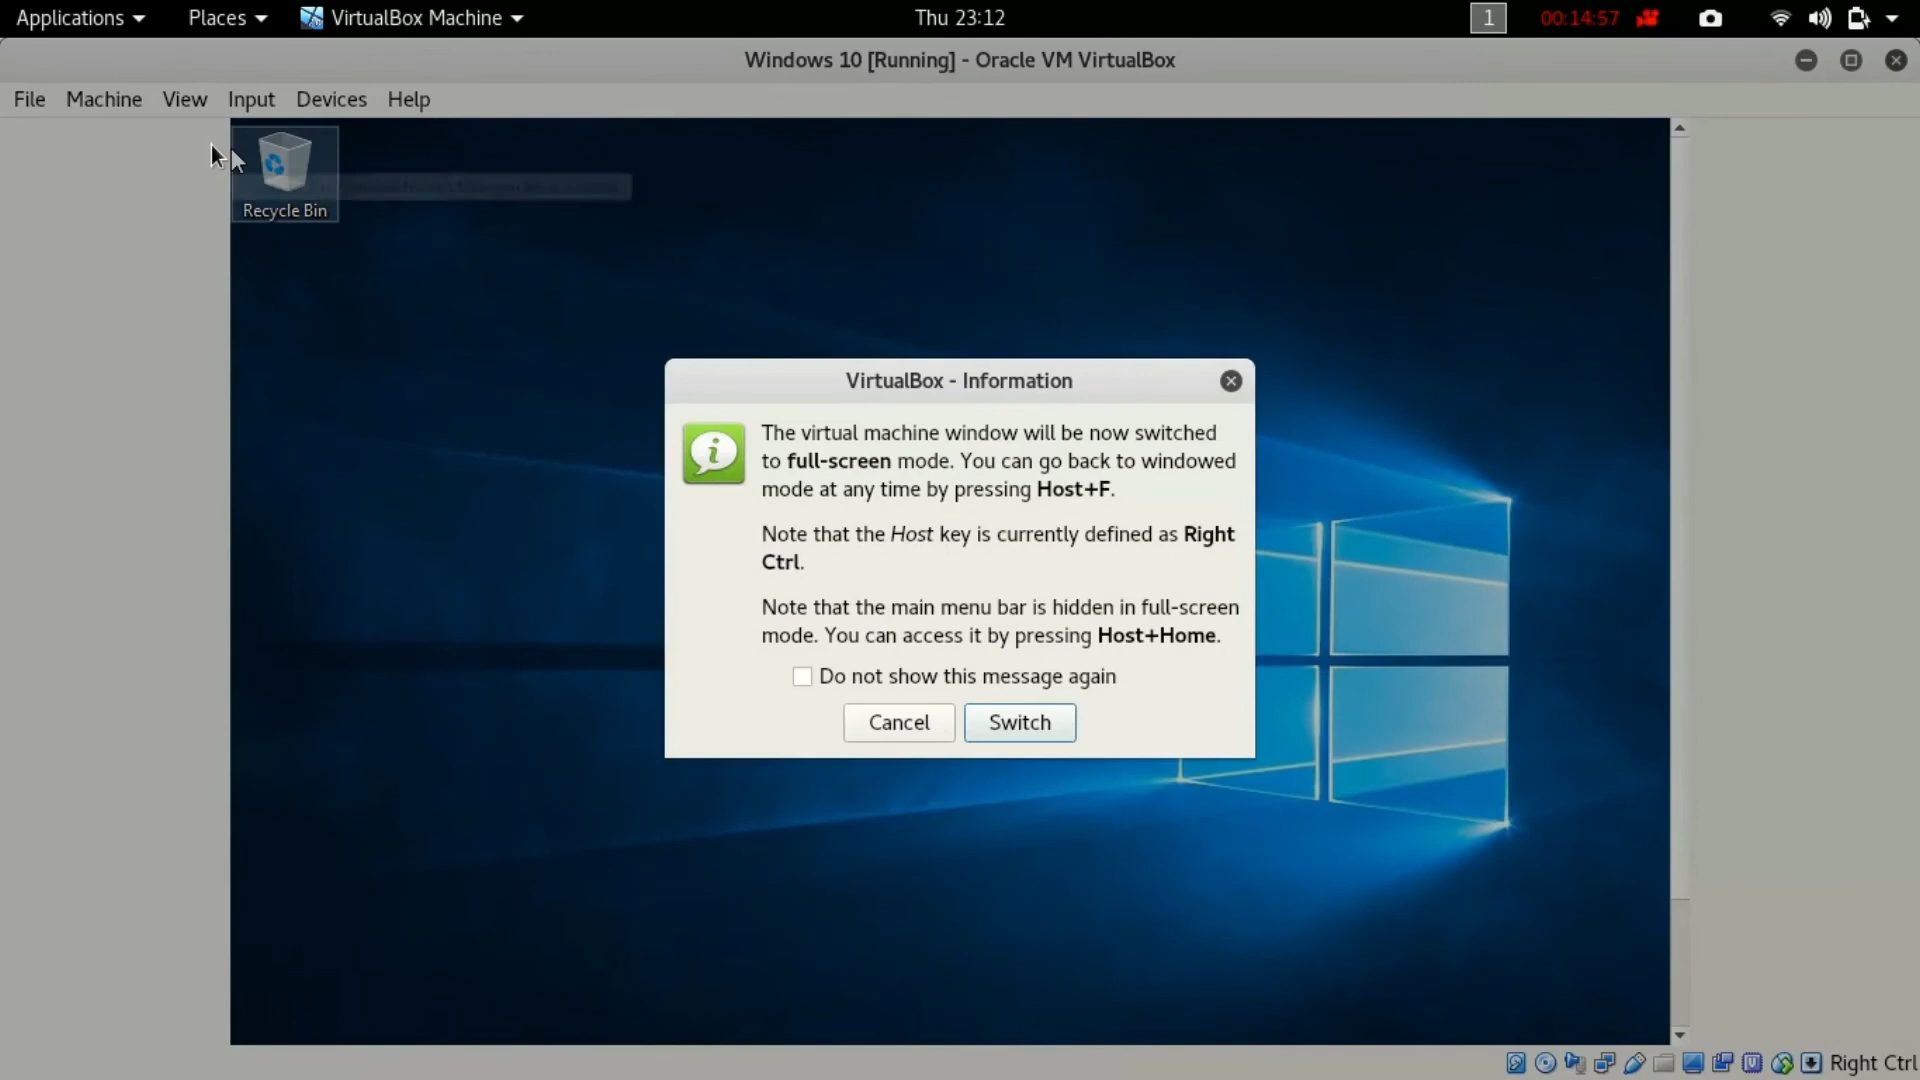 Applications Places VirtualBox Machine Thu 23:12 1 00:14:57
Windows 10 [Running] - Oracle VM VirtualBox
File Machine View Input Devices Help
Recycle Bin
VirtualBox - Information
The virtual machine window will be now switched
to full-screen mode. You can go back to windowed
mode at any time by pressing Host+F.
Note that the Host key is currently defined as Right
Ctrl.
Note that the main menu bar is hidden in full-screen
mode. You can access it by pressing Host+Home.
Do not show this message again
Cancel Switch
Right Ctrl